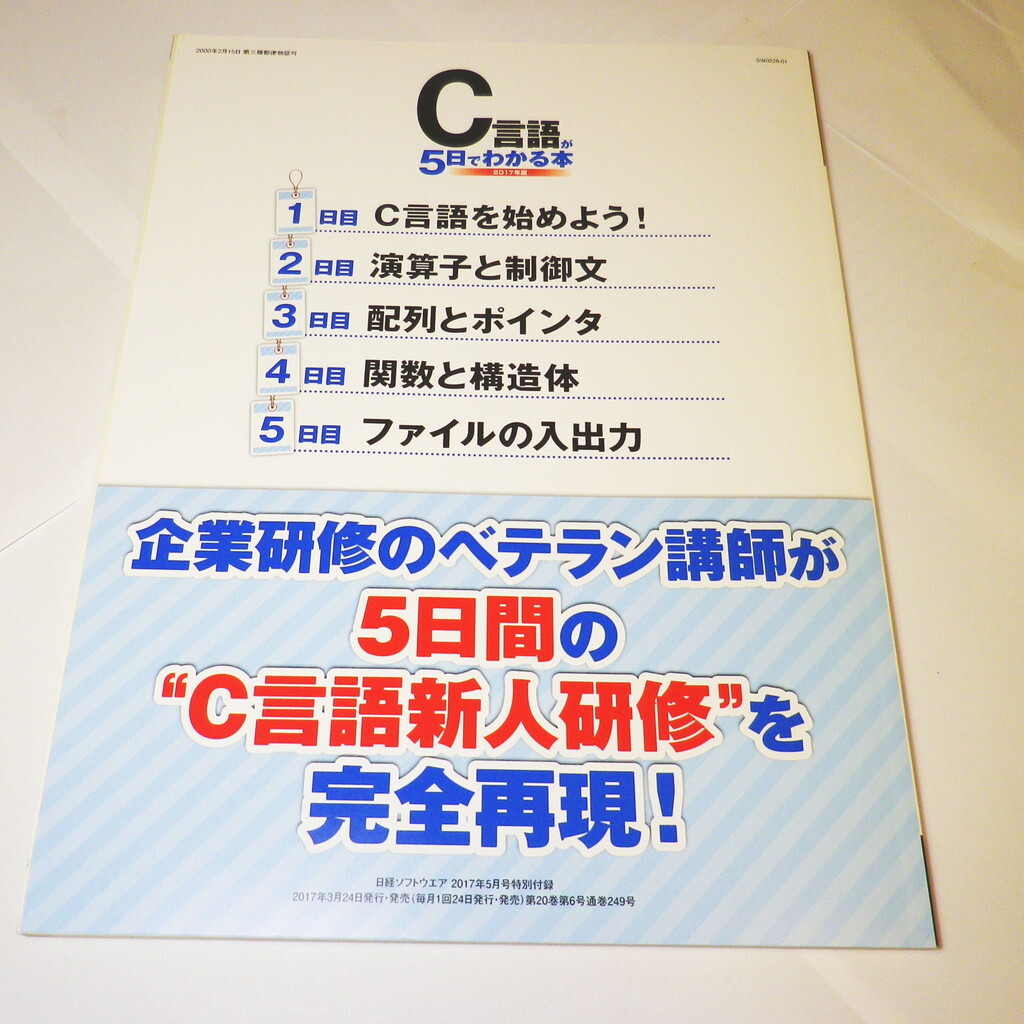 2000年2月15日 第三種郵便物認可
SW0228-01
C言語が
5日でわかる本
2017年版
1日目 C言語を始めよう!
2日目 演算子と制御文
3日目 配列とポインタ
4日目 関数と構造体
5日目 ファイルの入出力
企業研修のベテラン講師が
5日間の
“C言語新人研修”を
完全再現!
日経ソフトウエア 2017年5月号特別付録
2017年3月24日発行・発売(毎月1回24日発行・発売)第20巻第6号通巻249号